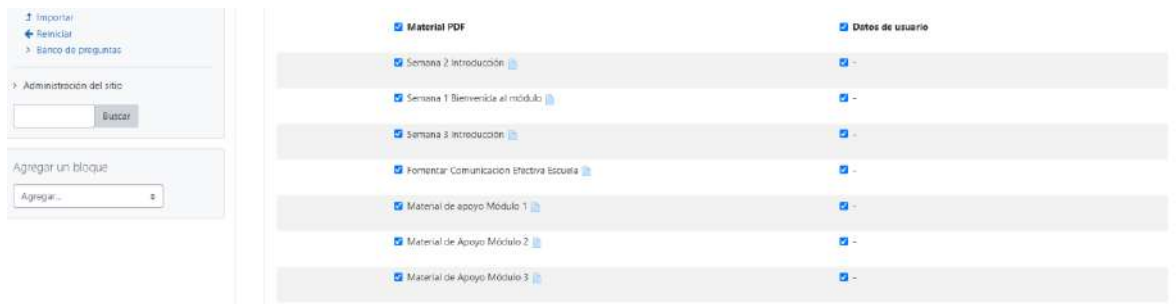 Importar
Reiniciar
Banco de preguntas
Administración del sitio
Buscar
Agregar un bloque
Agregar...
Material PDF
Datos de usuario
Semana 2 Introducción
-
Semana 1 Bienvenida al módulo
-
Semana 3 Introducción
-
Fomentar Comunicación Efectiva Escuela
-
Material de apoyo Módulo 1
-
Material de Apoyo Módulo 2
-
Material de Apoyo Módulo 3
-